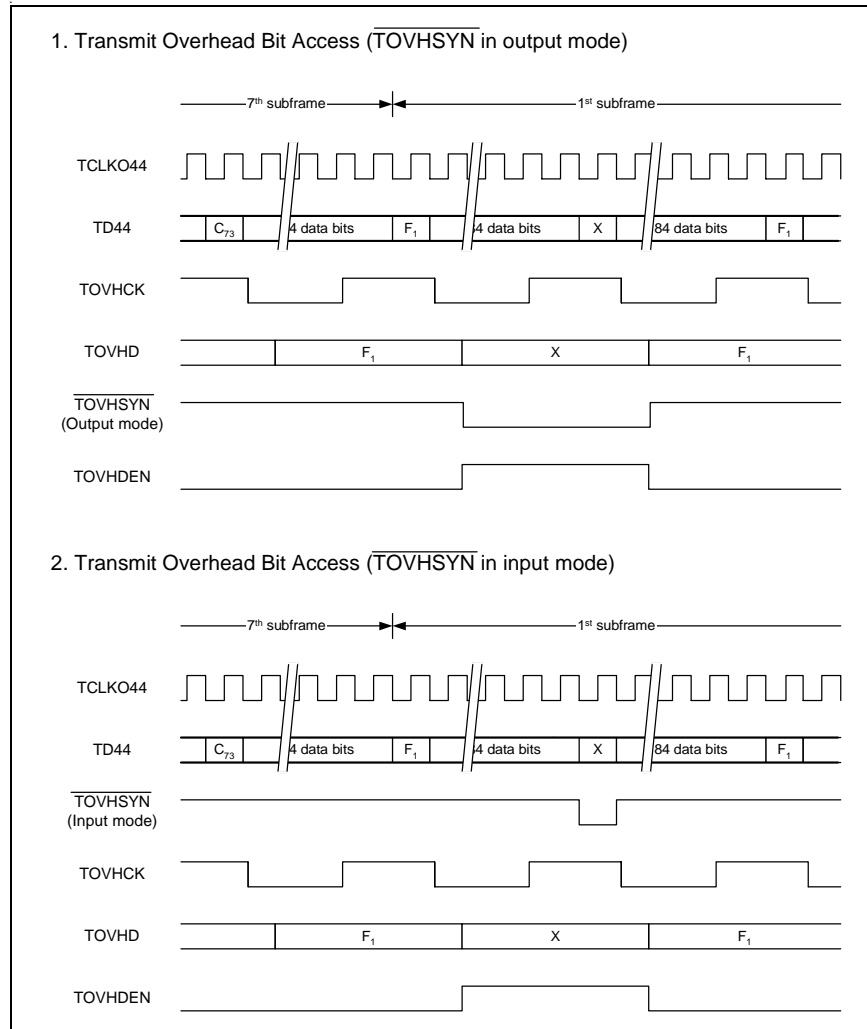 1. Transmit Overhead Bit Access (TOVHSYN in output mode)
7th subframe 1st subframe
TCLKO44
TD44 C73 4 data bits F1 84 data bits X 84 data bits F1
TOVHCK
TOVHD F1 X F1
TOVHSYN
(Output mode)
TOVHDEN
2. Transmit Overhead Bit Access (TOVHSYN in input mode)
7th subframe 1st subframe
TCLKO44
TD44 C73 4 data bits F1 84 data bits X 84 data bits F1
TOVHSYN
(Input mode)
TOVHCK
TOVHD F1 X F1
TOVHDEN